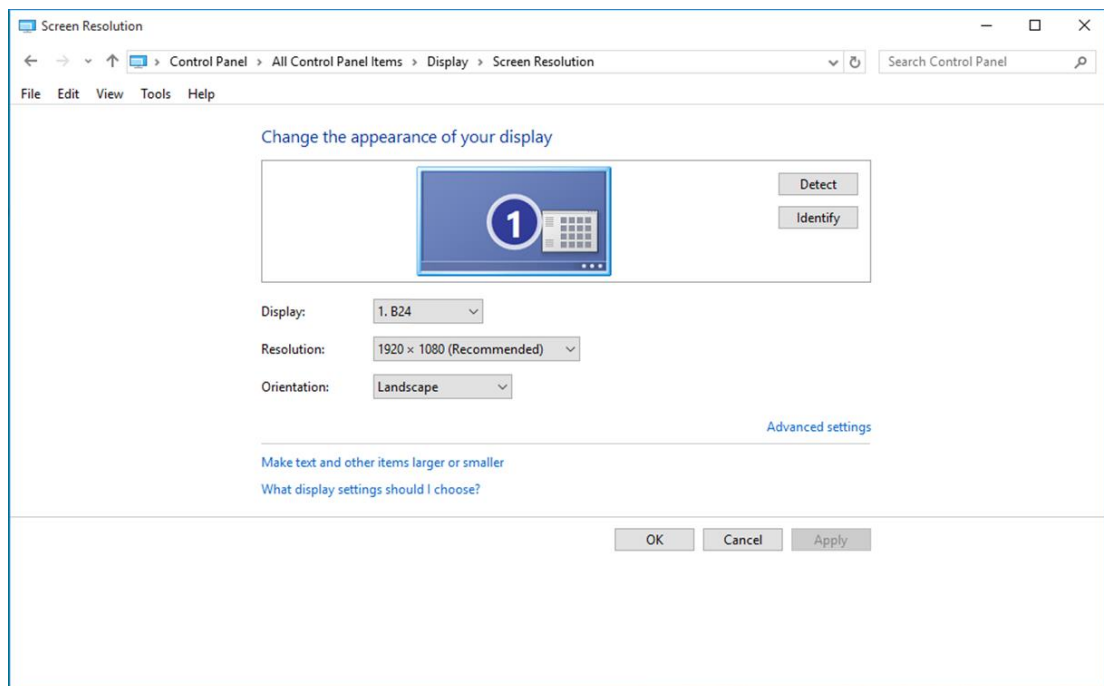 Screen Resolution
Control Panel > All Control Panel Items > Display > Screen Resolution
Search Control Panel
File Edit View Tools Help
Change the appearance of your display
1
Detect
Identify
Display: 1. B24
Resolution: 1920 × 1080 (Recommended)
Orientation: Landscape
Advanced settings
Make text and other items larger or smaller
What display settings should I choose?
OK Cancel Apply